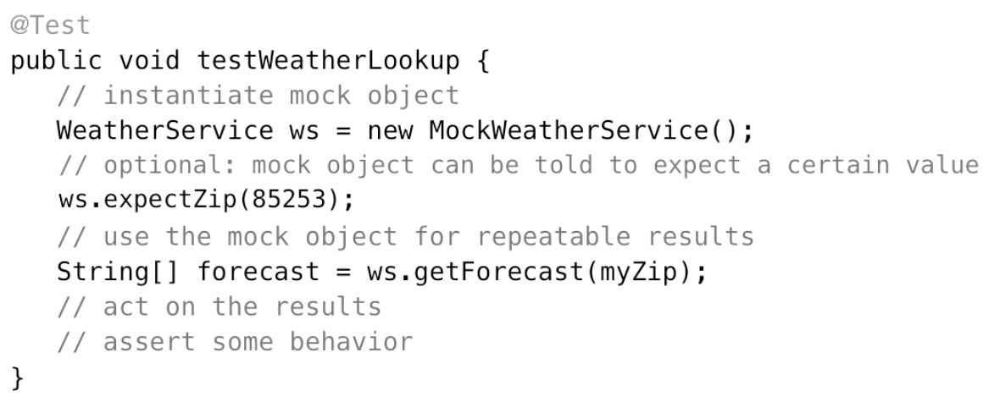 @Test
public void testWeatherLookup {
// instantiate mock object
WeatherService ws = new MockWeatherService();
// optional: mock object can be told to expect a certain value
ws.expectZip(85253);
// use the mock object for repeatable results
String[] forecast = ws.getForecast(myZip);
// act on the results
// assert some behavior
}